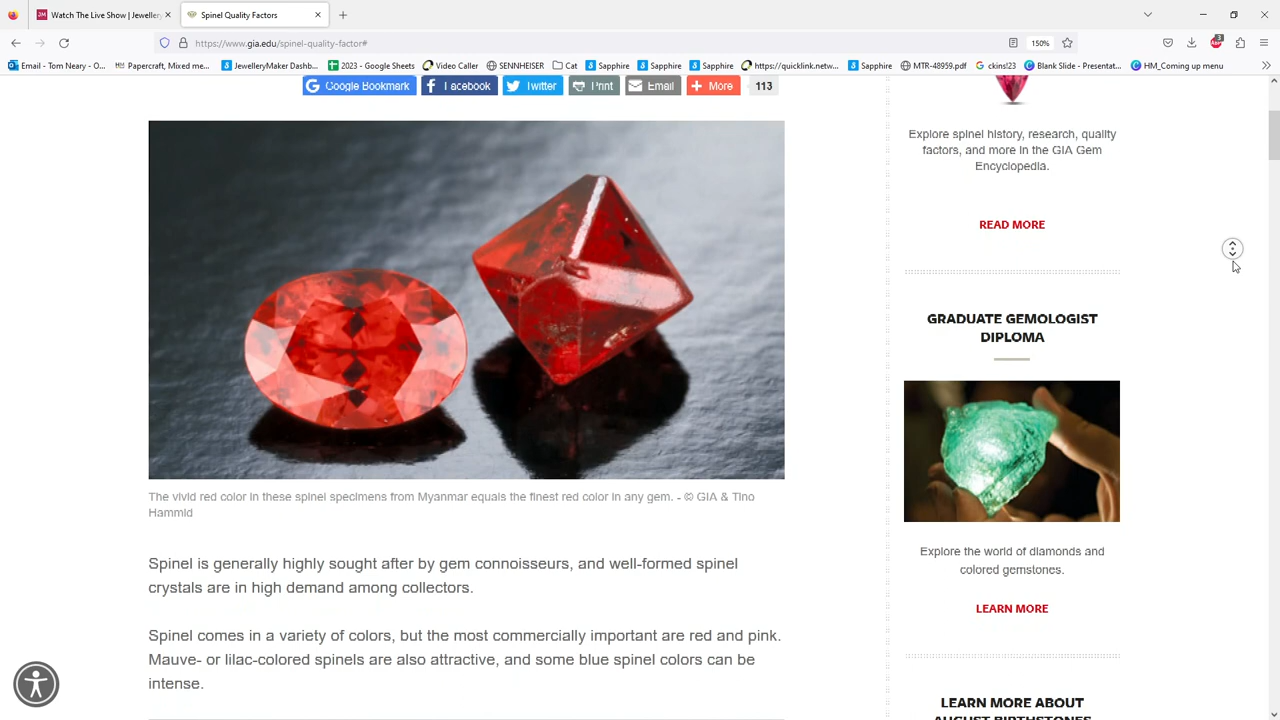 Watch The Live Show | Jeweller
Spinel Quality Factors
https://www.gia.edu/spinel-quality-factor#
150%
3
Email - Tom Neary - O...
Papercraft, Mixed me...
JewelleryMaker Dashb...
2023 - Google Sheets
Video Caller
SENNHEISER
Cat
Sapphire
Sapphire
Sapphire
https://quicklink.netw...
Sapphire
MTR-48959.pdf
ckins!23
Blank Slide - Presentat...
HM_Coming up menu
Google Bookmark
Facebook
Twitter
Print
Email
More
113
The vivid red color in these spinel specimens from Myanmar equals the finest red color in any gem. - © GIA & Tino
Hammid
Spinel is generally highly sought after by gem connoisseurs, and well-formed spinel
crystals are in high demand among collectors.
Spinel comes in a variety of colors, but the most commercially important are red and pink.
Mauve- or lilac-colored spinels are also attractive, and some blue spinel colors can be
intense.
Explore spinel history, research, quality
factors, and more in the GIA Gem
Encyclopedia.
READ MORE
GRADUATE GEMOLOGIST
DIPLOMA
Explore the world of diamonds and
colored gemstones.
LEARN MORE
LEARN MORE ABOUT
AUGUST BIRTHSTONES